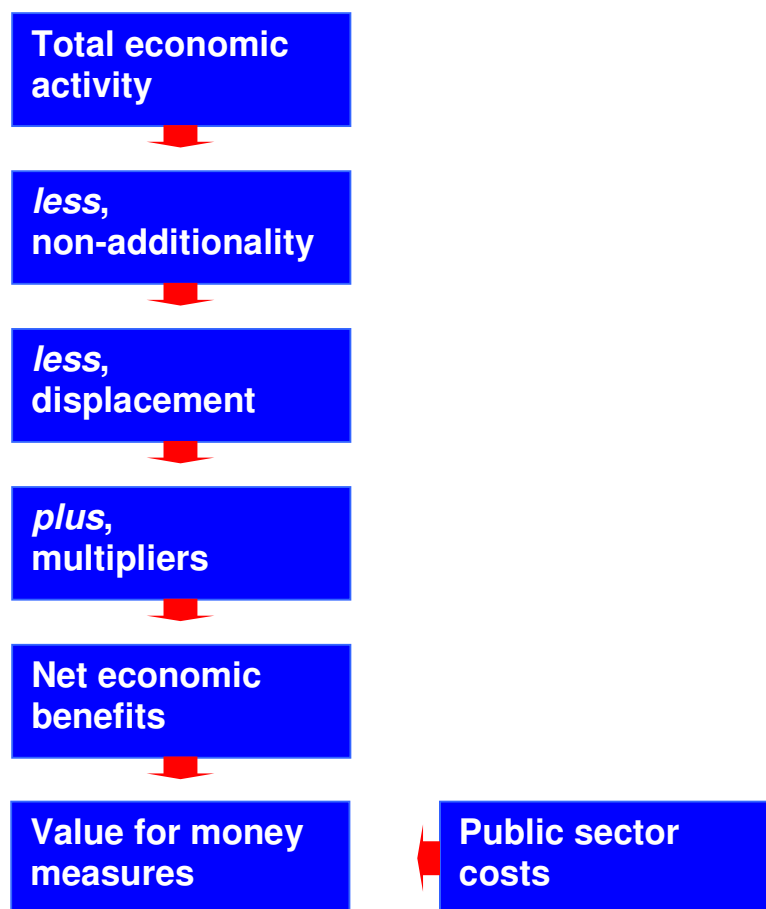 Total economic
activity
less,
non-additionality
less,
displacement
plus,
multipliers
Net economic
benefits
Value for money
measures
Public sector
costs